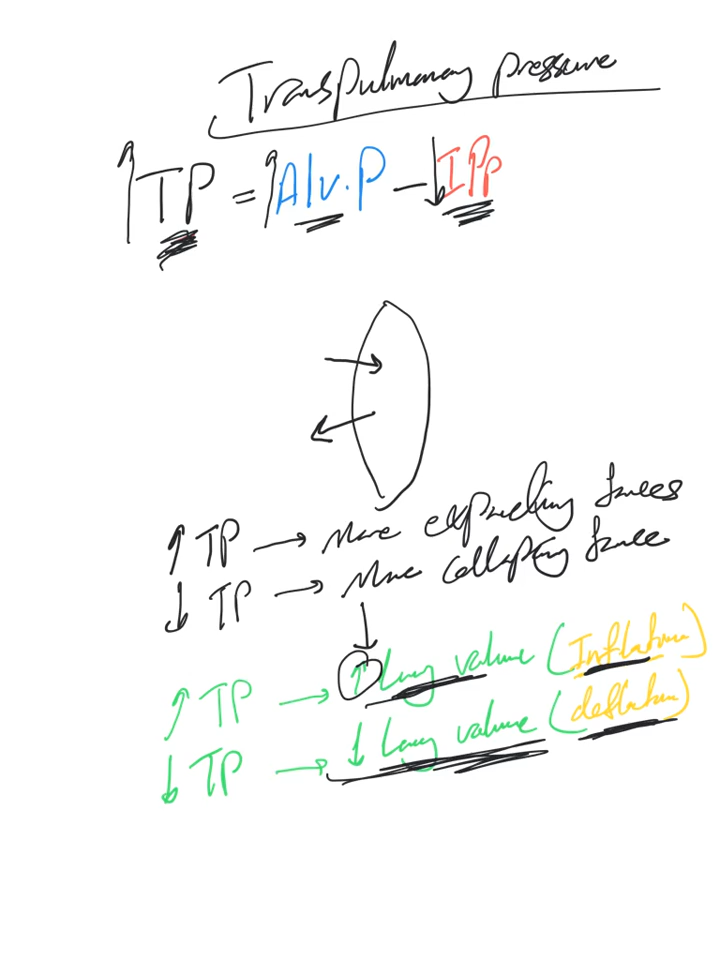 Transpulmonary pressure
↑TP = ↑Alv.P - ↓IPp
↑ TP → More expanding forces
↓ TP → More collapsing force
↓
↑ TP → ↑ Lung volume (Inflation)
↓ TP → ↓ Lung volume (deflation)